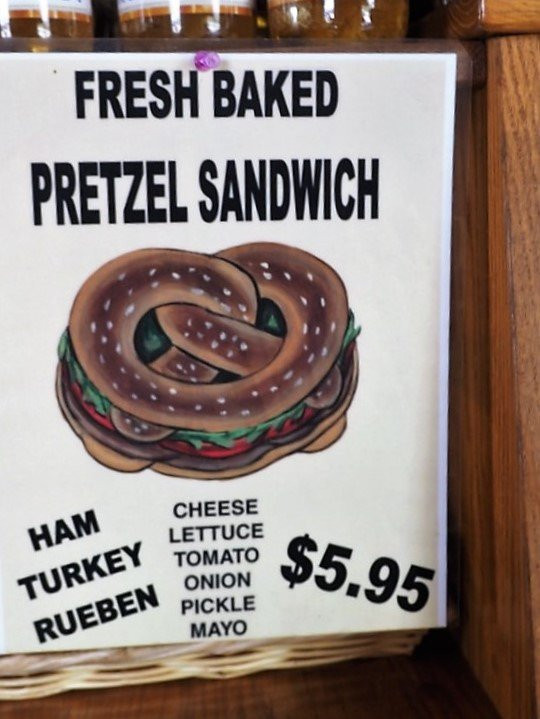 FRESH BAKED
PRETZEL SANDWICH
HAM
TURKEY
RUEBEN
CHEESE
LETTUCE
TOMATO
ONION
PICKLE
MAYO
$5.95